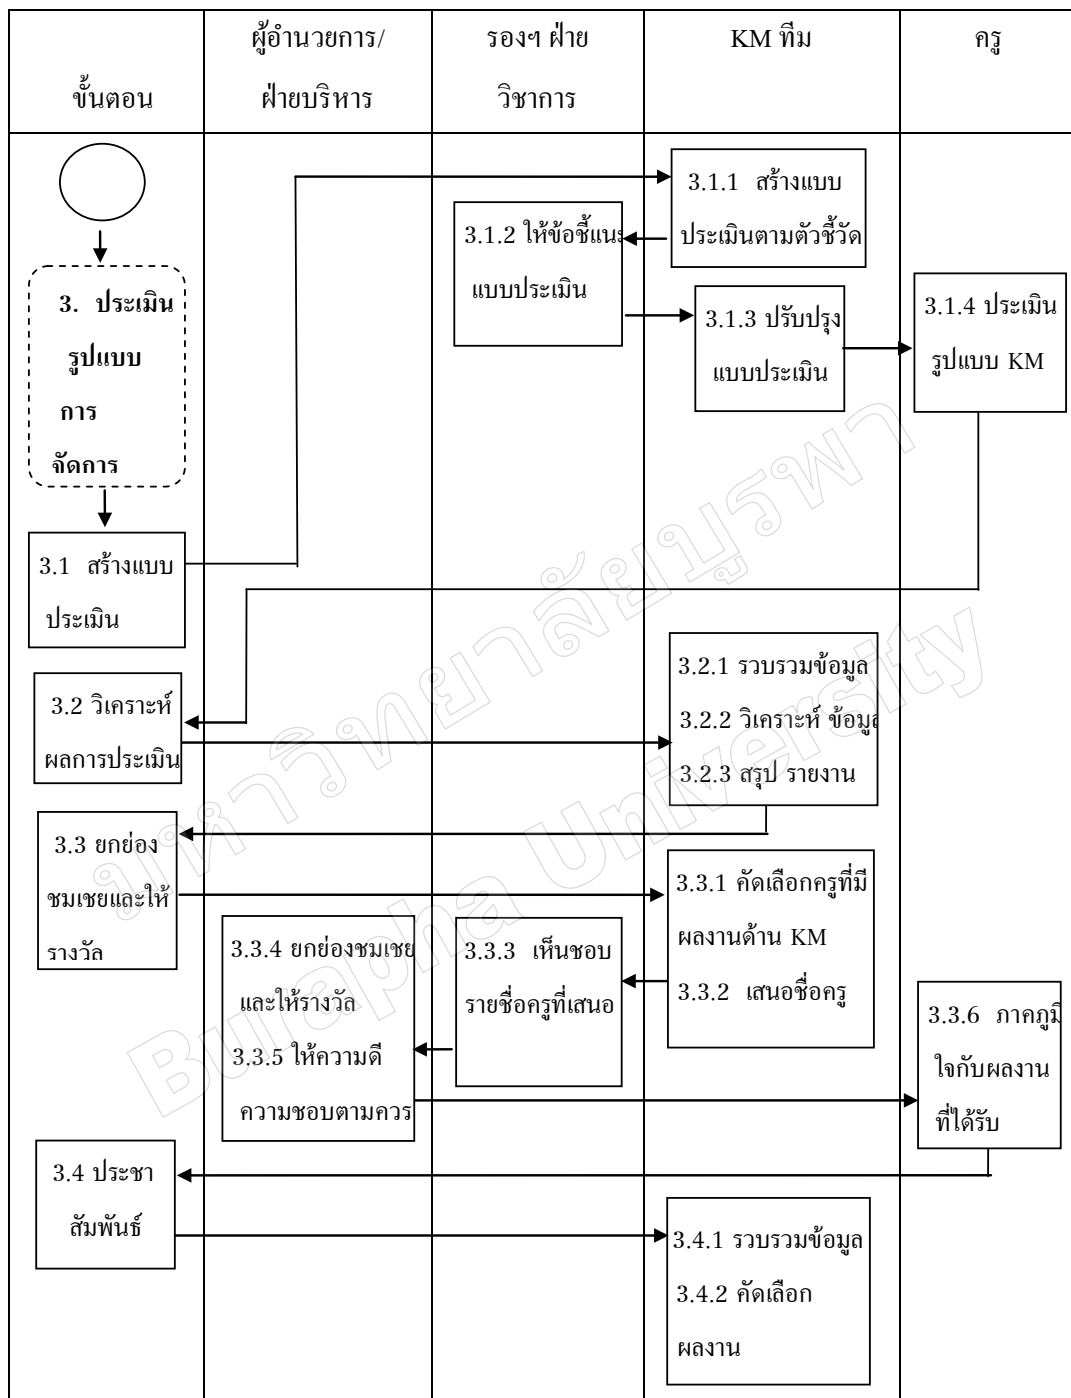 ขั้นตอน
ผู้อำนวยการ/
ฝ่ายบริหาร
รองฯ ฝ่าย
วิชาการ
KM ทีม
ครู
3. ประเมิน
รูปแบบ
การ
จัดการ
3.1 สร้างแบบ
ประเมิน
3.1.1 สร้างแบบ
ประเมินตามตัวชี้วัด
3.1.2 ให้ข้อชี้แนะ
แบบประเมิน
3.1.3 ปรับปรุง
แบบประเมิน
3.1.4 ประเมิน
รูปแบบ KM
3.2 วิเคราะห์
ผลการประเมิน
3.2.1 รวบรวมข้อมูล
3.2.2 วิเคราะห์ ข้อมูล
3.2.3 สรุป รายงาน
3.3 ยกย่อง
ชมเชยและให้
รางวัล
3.3.1 คัดเลือกครูที่มี
ผลงานด้าน KM
3.3.2 เสนอชื่อครู
3.3.3 เห็นชอบ
รายชื่อครูที่เสนอ
3.3.4 ยกย่องชมเชย
และให้รางวัล
3.3.5 ให้ความดี
ความชอบตามควร
3.3.6 ภาคภูมิ
ใจกับผลงาน
ที่ได้รับ
3.4 ประชา
สัมพันธ์
3.4.1 รวบรวมข้อมูล
3.4.2 คัดเลือก
ผลงาน
มหาวิทยาลัยบูรพา
Burapha University